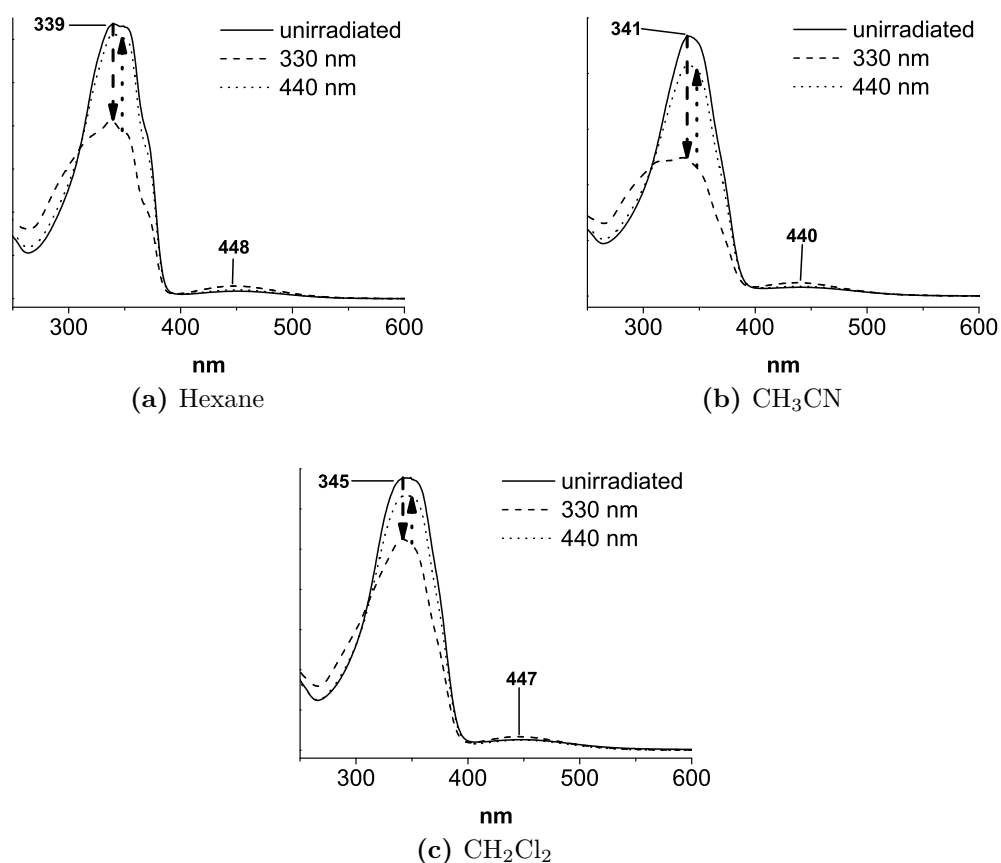 339
unirradiated
330 nm
440 nm
448
300 400 500 600
nm
(a) Hexane
341
unirradiated
330 nm
440 nm
440
300 400 500 600
nm
(b) CH₃CN
345
unirradiated
330 nm
440 nm
447
300 400 500 600
nm
(c) CH₂Cl₂